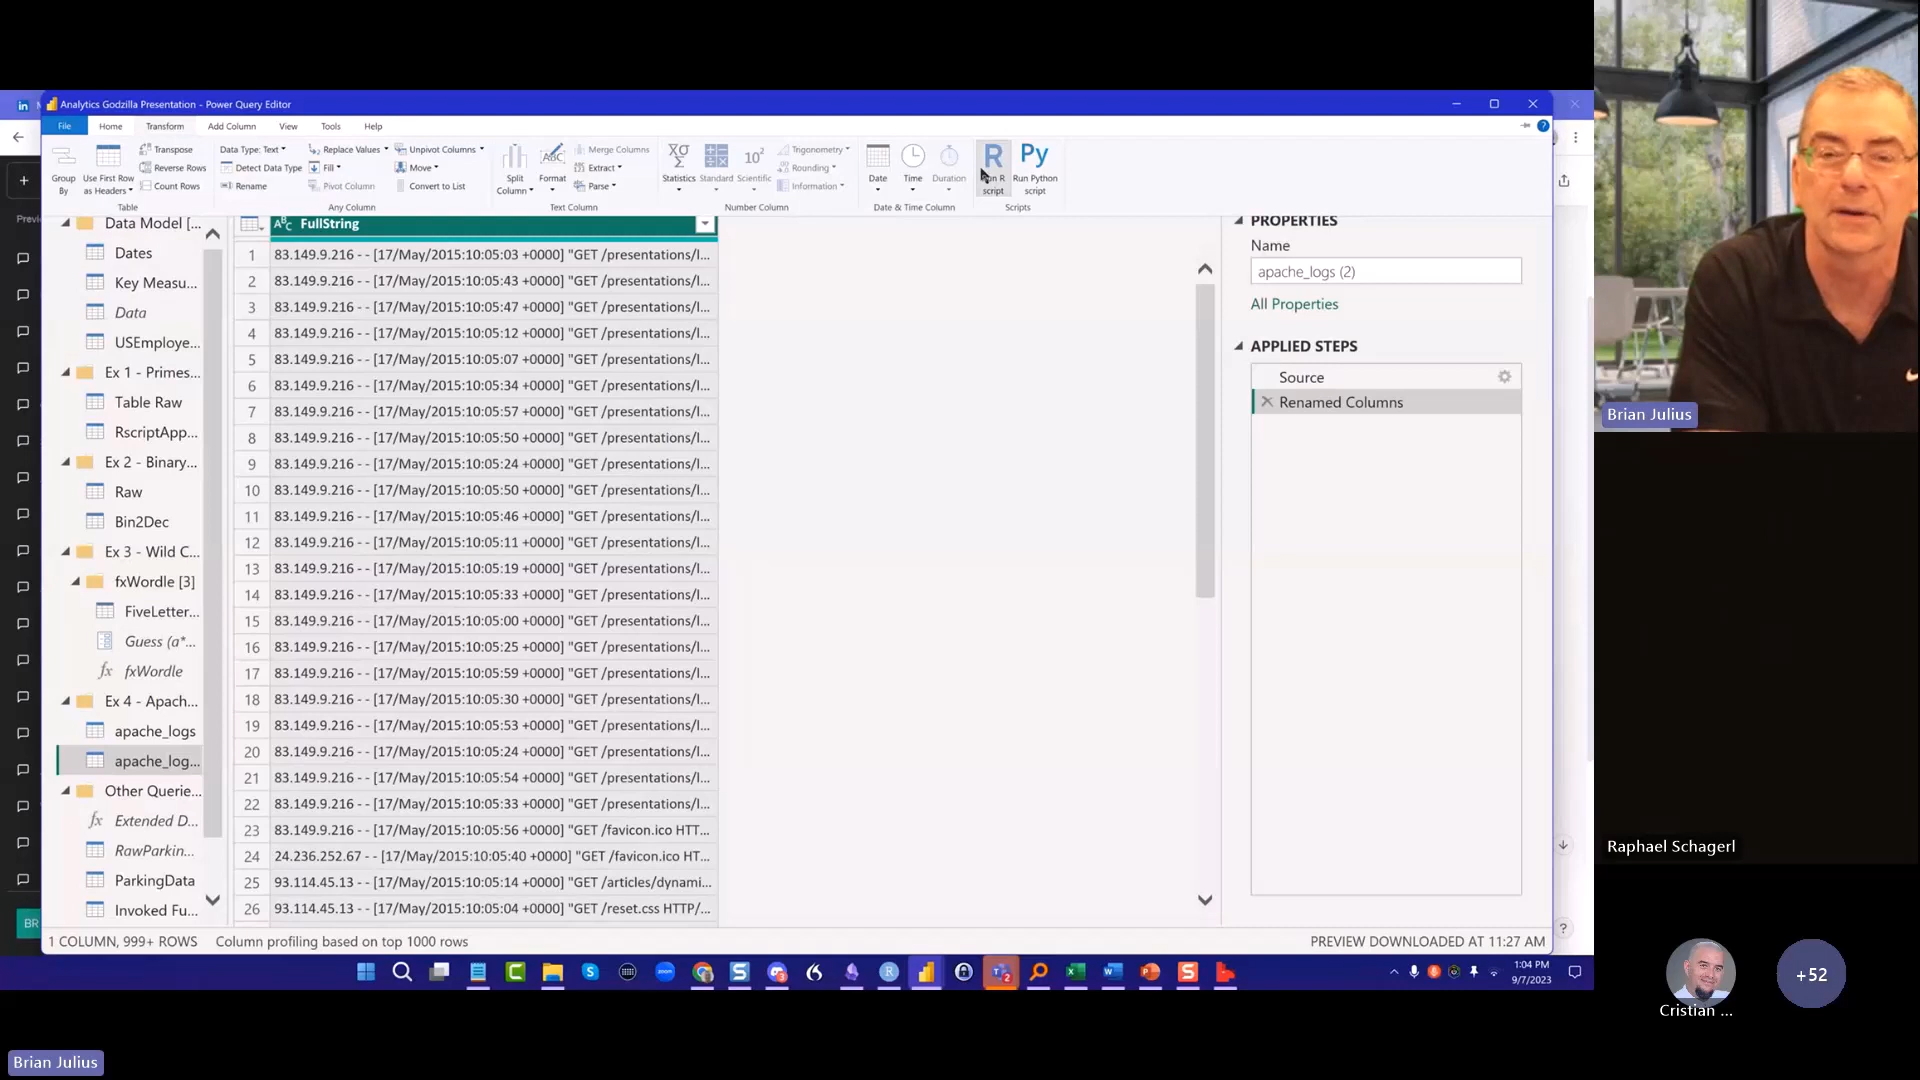 Analytics Godzilla Presentation - Power Query Editor
File Home Transform Add Column View Tools Help
Group By
Use First Row as Headers
Transpose
Reverse Rows
Count Rows
Table
Data Type: Text
Detect Data Type
Rename
Replace Values
Fill
Pivot Column
Unpivot Columns
Move
Convert to List
Any Column
Split Column
Format
Merge Columns
Extract
Parse
Text Column
Statistics
Standard
Scientific
Trigonometry
Rounding
Information
Number Column
Date
Time
Duration
Date & Time Column
R
script
Py
Run Python script
Scripts
Data Model [...
Dates
Key Measu...
Data
USEmploye...
Ex 1 - Primes...
Table Raw
RscriptApp...
Ex 2 - Binary...
Raw
Bin2Dec
Ex 3 - Wild C...
fxWordle [3]
FiveLetter...
Guess (a*...
fxWordle
Ex 4 - Apach...
apache_logs
apache_log...
Other Querie...
Extended D...
RawParkin...
ParkingData
Invoked Fu...
FullString
1 83.149.9.216 - - [17/May/2015:10:05:03 +0000] "GET /presentations/l...
2 83.149.9.216 - - [17/May/2015:10:05:43 +0000] "GET /presentations/l...
3 83.149.9.216 - - [17/May/2015:10:05:47 +0000] "GET /presentations/l...
4 83.149.9.216 - - [17/May/2015:10:05:12 +0000] "GET /presentations/l...
5 83.149.9.216 - - [17/May/2015:10:05:07 +0000] "GET /presentations/l...
6 83.149.9.216 - - [17/May/2015:10:05:34 +0000] "GET /presentations/l...
7 83.149.9.216 - - [17/May/2015:10:05:57 +0000] "GET /presentations/l...
8 83.149.9.216 - - [17/May/2015:10:05:50 +0000] "GET /presentations/l...
9 83.149.9.216 - - [17/May/2015:10:05:24 +0000] "GET /presentations/l...
10 83.149.9.216 - - [17/May/2015:10:05:50 +0000] "GET /presentations/l...
11 83.149.9.216 - - [17/May/2015:10:05:46 +0000] "GET /presentations/l...
12 83.149.9.216 - - [17/May/2015:10:05:11 +0000] "GET /presentations/l...
13 83.149.9.216 - - [17/May/2015:10:05:19 +0000] "GET /presentations/l...
14 83.149.9.216 - - [17/May/2015:10:05:33 +0000] "GET /presentations/l...
15 83.149.9.216 - - [17/May/2015:10:05:00 +0000] "GET /presentations/l...
16 83.149.9.216 - - [17/May/2015:10:05:25 +0000] "GET /presentations/l...
17 83.149.9.216 - - [17/May/2015:10:05:59 +0000] "GET /presentations/l...
18 83.149.9.216 - - [17/May/2015:10:05:30 +0000] "GET /presentations/l...
19 83.149.9.216 - - [17/May/2015:10:05:53 +0000] "GET /presentations/l...
20 83.149.9.216 - - [17/May/2015:10:05:24 +0000] "GET /presentations/l...
21 83.149.9.216 - - [17/May/2015:10:05:54 +0000] "GET /presentations/l...
22 83.149.9.216 - - [17/May/2015:10:05:33 +0000] "GET /presentations/l...
23 83.149.9.216 - - [17/May/2015:10:05:56 +0000] "GET /favicon.ico HTT...
24 24.236.252.67 - - [17/May/2015:10:05:40 +0000] "GET /favicon.ico HT...
25 93.114.45.13 - - [17/May/2015:10:05:14 +0000] "GET /articles/dynami...
26 93.114.45.13 - - [17/May/2015:10:05:04 +0000] "GET /reset.css HTTP/...
PROPERTIES
Name
apache_logs (2)
All Properties
APPLIED STEPS
Source
Renamed Columns
1 COLUMN, 999+ ROWS Column profiling based on top 1000 rows
PREVIEW DOWNLOADED AT 11:27 AM
1:04 PM
9/7/2023
Brian Julius
Raphael Schagerl
Cristian ...
+52
Brian Julius